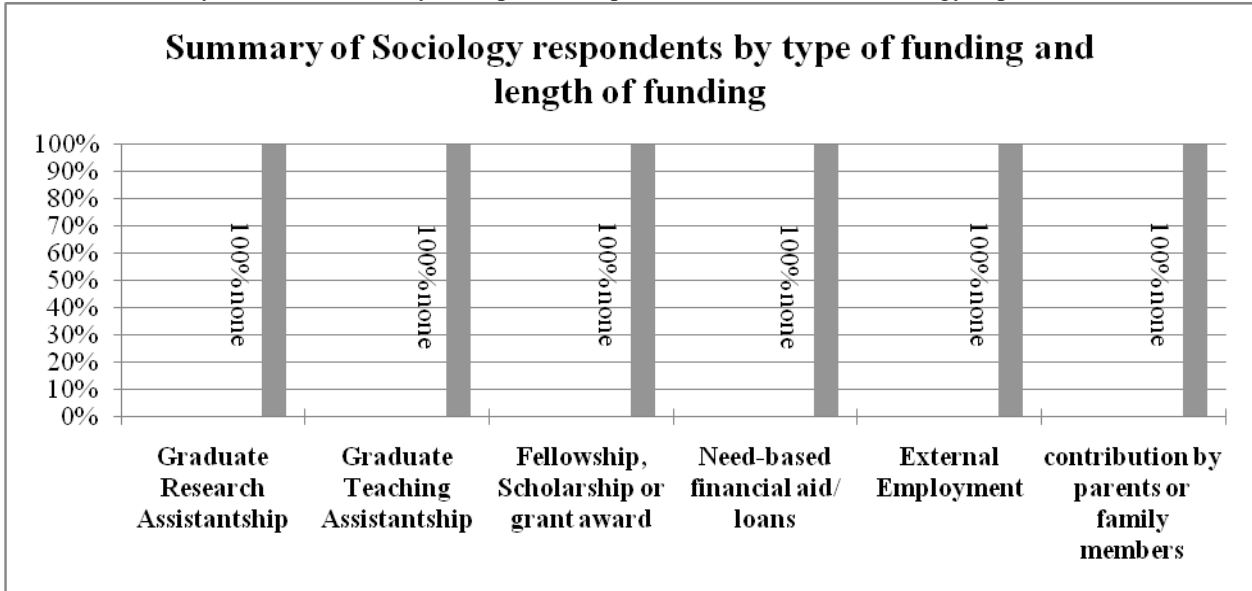 Summary of Sociology respondents by type of funding and
length of funding
100%
90%
80%
70%
60%
50%
40%
30%
20%
10%
0%
100%none
100%none
100%none
100%none
100%none
100%none
Graduate
Research
Assistantship
Graduate
Teaching
Assistantship
Fellowship,
Scholarship or
grant award
Need-based
financial aid/
loans
External
Employment
contribution by
parents or
family
members